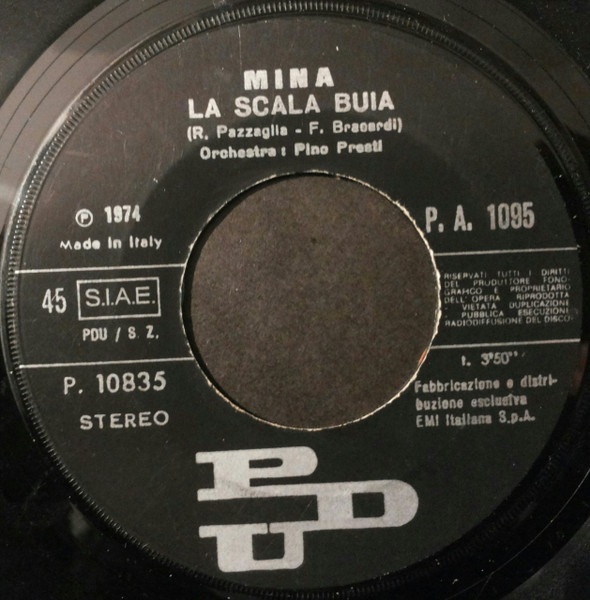 MINA
LA SCALA BUIA
(R. Pazzaglia - F. Bracardi)
Orchestra: Pino Presti
℗ 1974
Made in Italy
P. A. 1095
45 S.I.A.E.
PDU / S. Z.
RISERVATI TUTTI I DIRITTI
DEL PRODUTTORE FONO-
GRAFICO E PROPRIETARIO
DELL'OPERA RIPRODOTTA
- VIETATA DUPLICAZIONE
- PUBBLICA ESECUZIONE
RADIODIFFUSIONE DEL DISCO
P. 10835
STEREO
t. 3'50''
Fabbricazione e distri-
buzione esclusiva
EMI Italiana S.p.A.
PDU